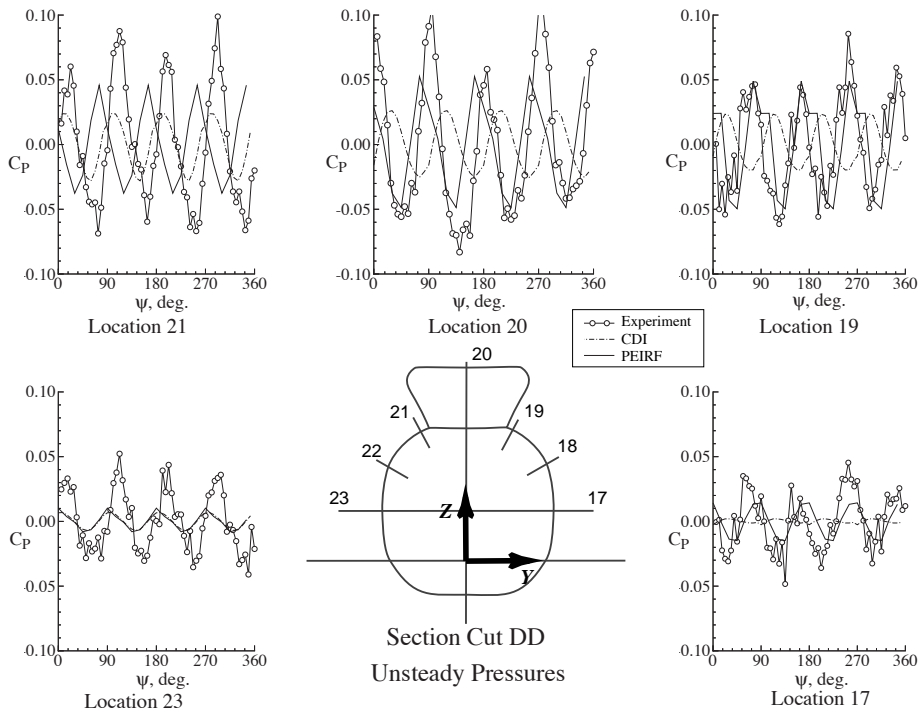 0.10
0.05
0.00
C_P
-0.05
-0.10
0 90 180 270 360
ψ, deg.
Location 21
0.10
0.05
0.00
C_P
-0.05
-0.10
0 90 180 270 360
ψ, deg.
Location 20
0.10
0.05
0.00
C_P
-0.05
-0.10
0 90 180 270 360
ψ, deg.
Location 19
Experiment
CDI
PEIRF
0.10
0.05
0.00
C_P
-0.05
-0.10
0 90 180 270 360
ψ, deg.
Location 23
20
21
19
22
18
23
17
Z
Y
Section Cut DD
Unsteady Pressures
0.10
0.05
0.00
C_P
-0.05
-0.10
0 90 180 270 360
ψ, deg.
Location 17